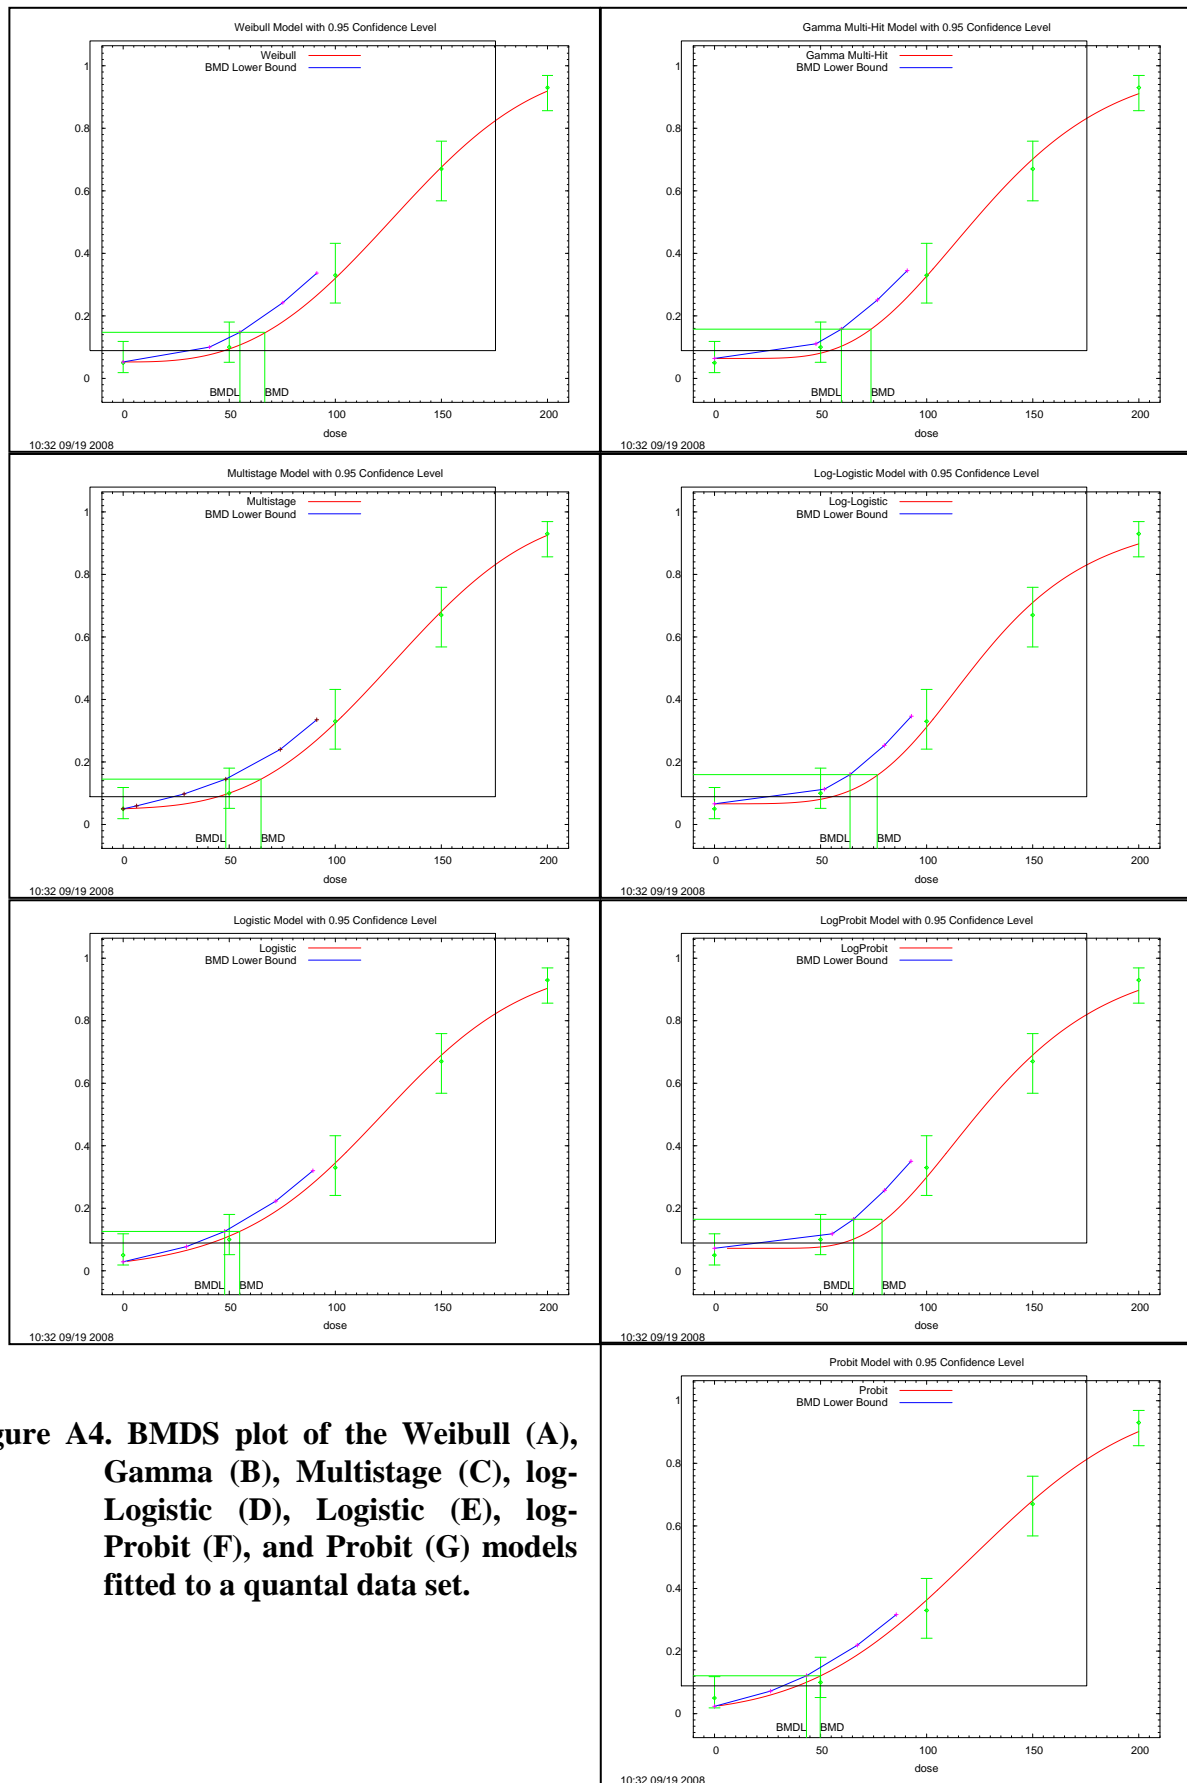 Weibull Model with 0.95 Confidence Level
Weibull
BMD Lower Bound
1
0.8
0.6
0.4
0.2
0
BMDL BMD
0 50 100 150 200
dose
10:32 09/19 2008
Gamma Multi-Hit Model with 0.95 Confidence Level
Gamma Multi-Hit
BMD Lower Bound
1
0.8
0.6
0.4
0.2
0
BMDL BMD
0 50 100 150 200
dose
10:32 09/19 2008
Multistage Model with 0.95 Confidence Level
Multistage
BMD Lower Bound
1
0.8
0.6
0.4
0.2
0
BMDL BMD
0 50 100 150 200
dose
10:32 09/19 2008
Log-Logistic Model with 0.95 Confidence Level
Log-Logistic
BMD Lower Bound
1
0.8
0.6
0.4
0.2
0
BMDL BMD
0 50 100 150 200
dose
10:32 09/19 2008
Logistic Model with 0.95 Confidence Level
Logistic
BMD Lower Bound
1
0.8
0.6
0.4
0.2
0
BMDL BMD
0 50 100 150 200
dose
10:32 09/19 2008
LogProbit Model with 0.95 Confidence Level
LogProbit
BMD Lower Bound
1
0.8
0.6
0.4
0.2
0
BMDL BMD
0 50 100 150 200
dose
10:32 09/19 2008
Probit Model with 0.95 Confidence Level
Probit
BMD Lower Bound
1
0.8
0.6
0.4
0.2
0
BMDL BMD
0 50 100 150 200
dose
10:32 09/19 2008
gure A4. BMDS plot of the Weibull (A),
Gamma (B), Multistage (C), log-
Logistic (D), Logistic (E), log-
Probit (F), and Probit (G) models
fitted to a quantal data set.